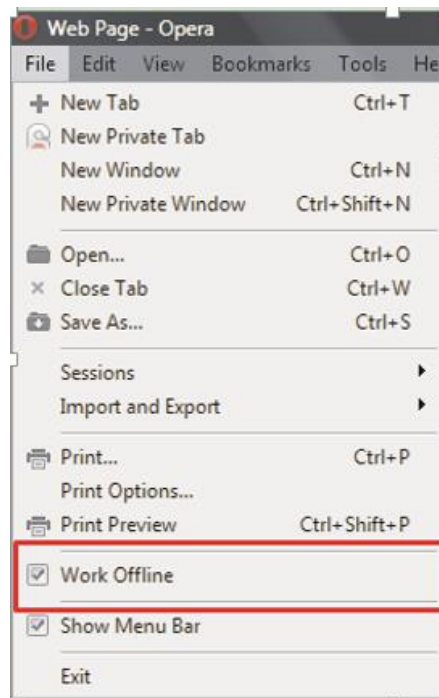 Web Page - Opera
File Edit View Bookmarks Tools He
New Tab Ctrl+T
New Private Tab
New Window Ctrl+N
New Private Window Ctrl+Shift+N
Open... Ctrl+O
Close Tab Ctrl+W
Save As... Ctrl+S
Sessions
Import and Export
Print... Ctrl+P
Print Options...
Print Preview Ctrl+Shift+P
Work Offline
Show Menu Bar
Exit